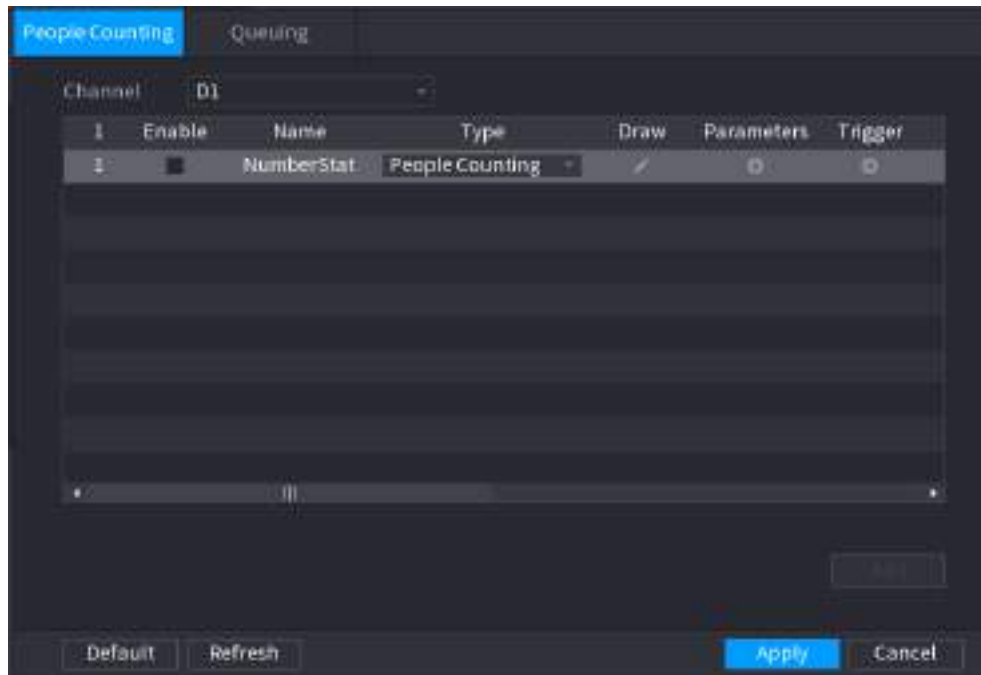 People Counting Queuing
Channel D1
1 Enable Name Type Draw Parameters Trigger
1 NumberStat People Counting
Default Refresh Apply Cancel